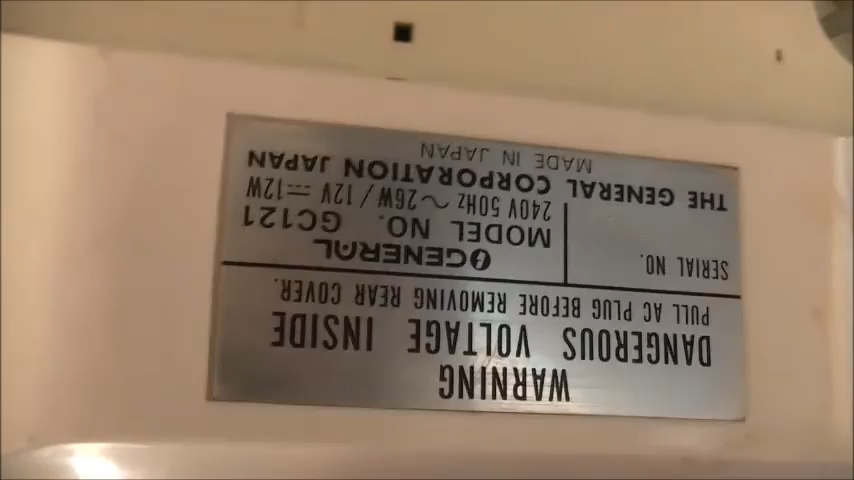 WARNING
DANGEROUS VOLTAGE INSIDE
PULL AC PLUG BEFORE REMOVING REAR COVER.
SERIAL NO.
GENERAL
MODEL NO. GC121
240V 50Hz ~ 26W / 12V ⎓ 12W
THE GENERAL CORPORATION JAPAN
MADE IN JAPAN